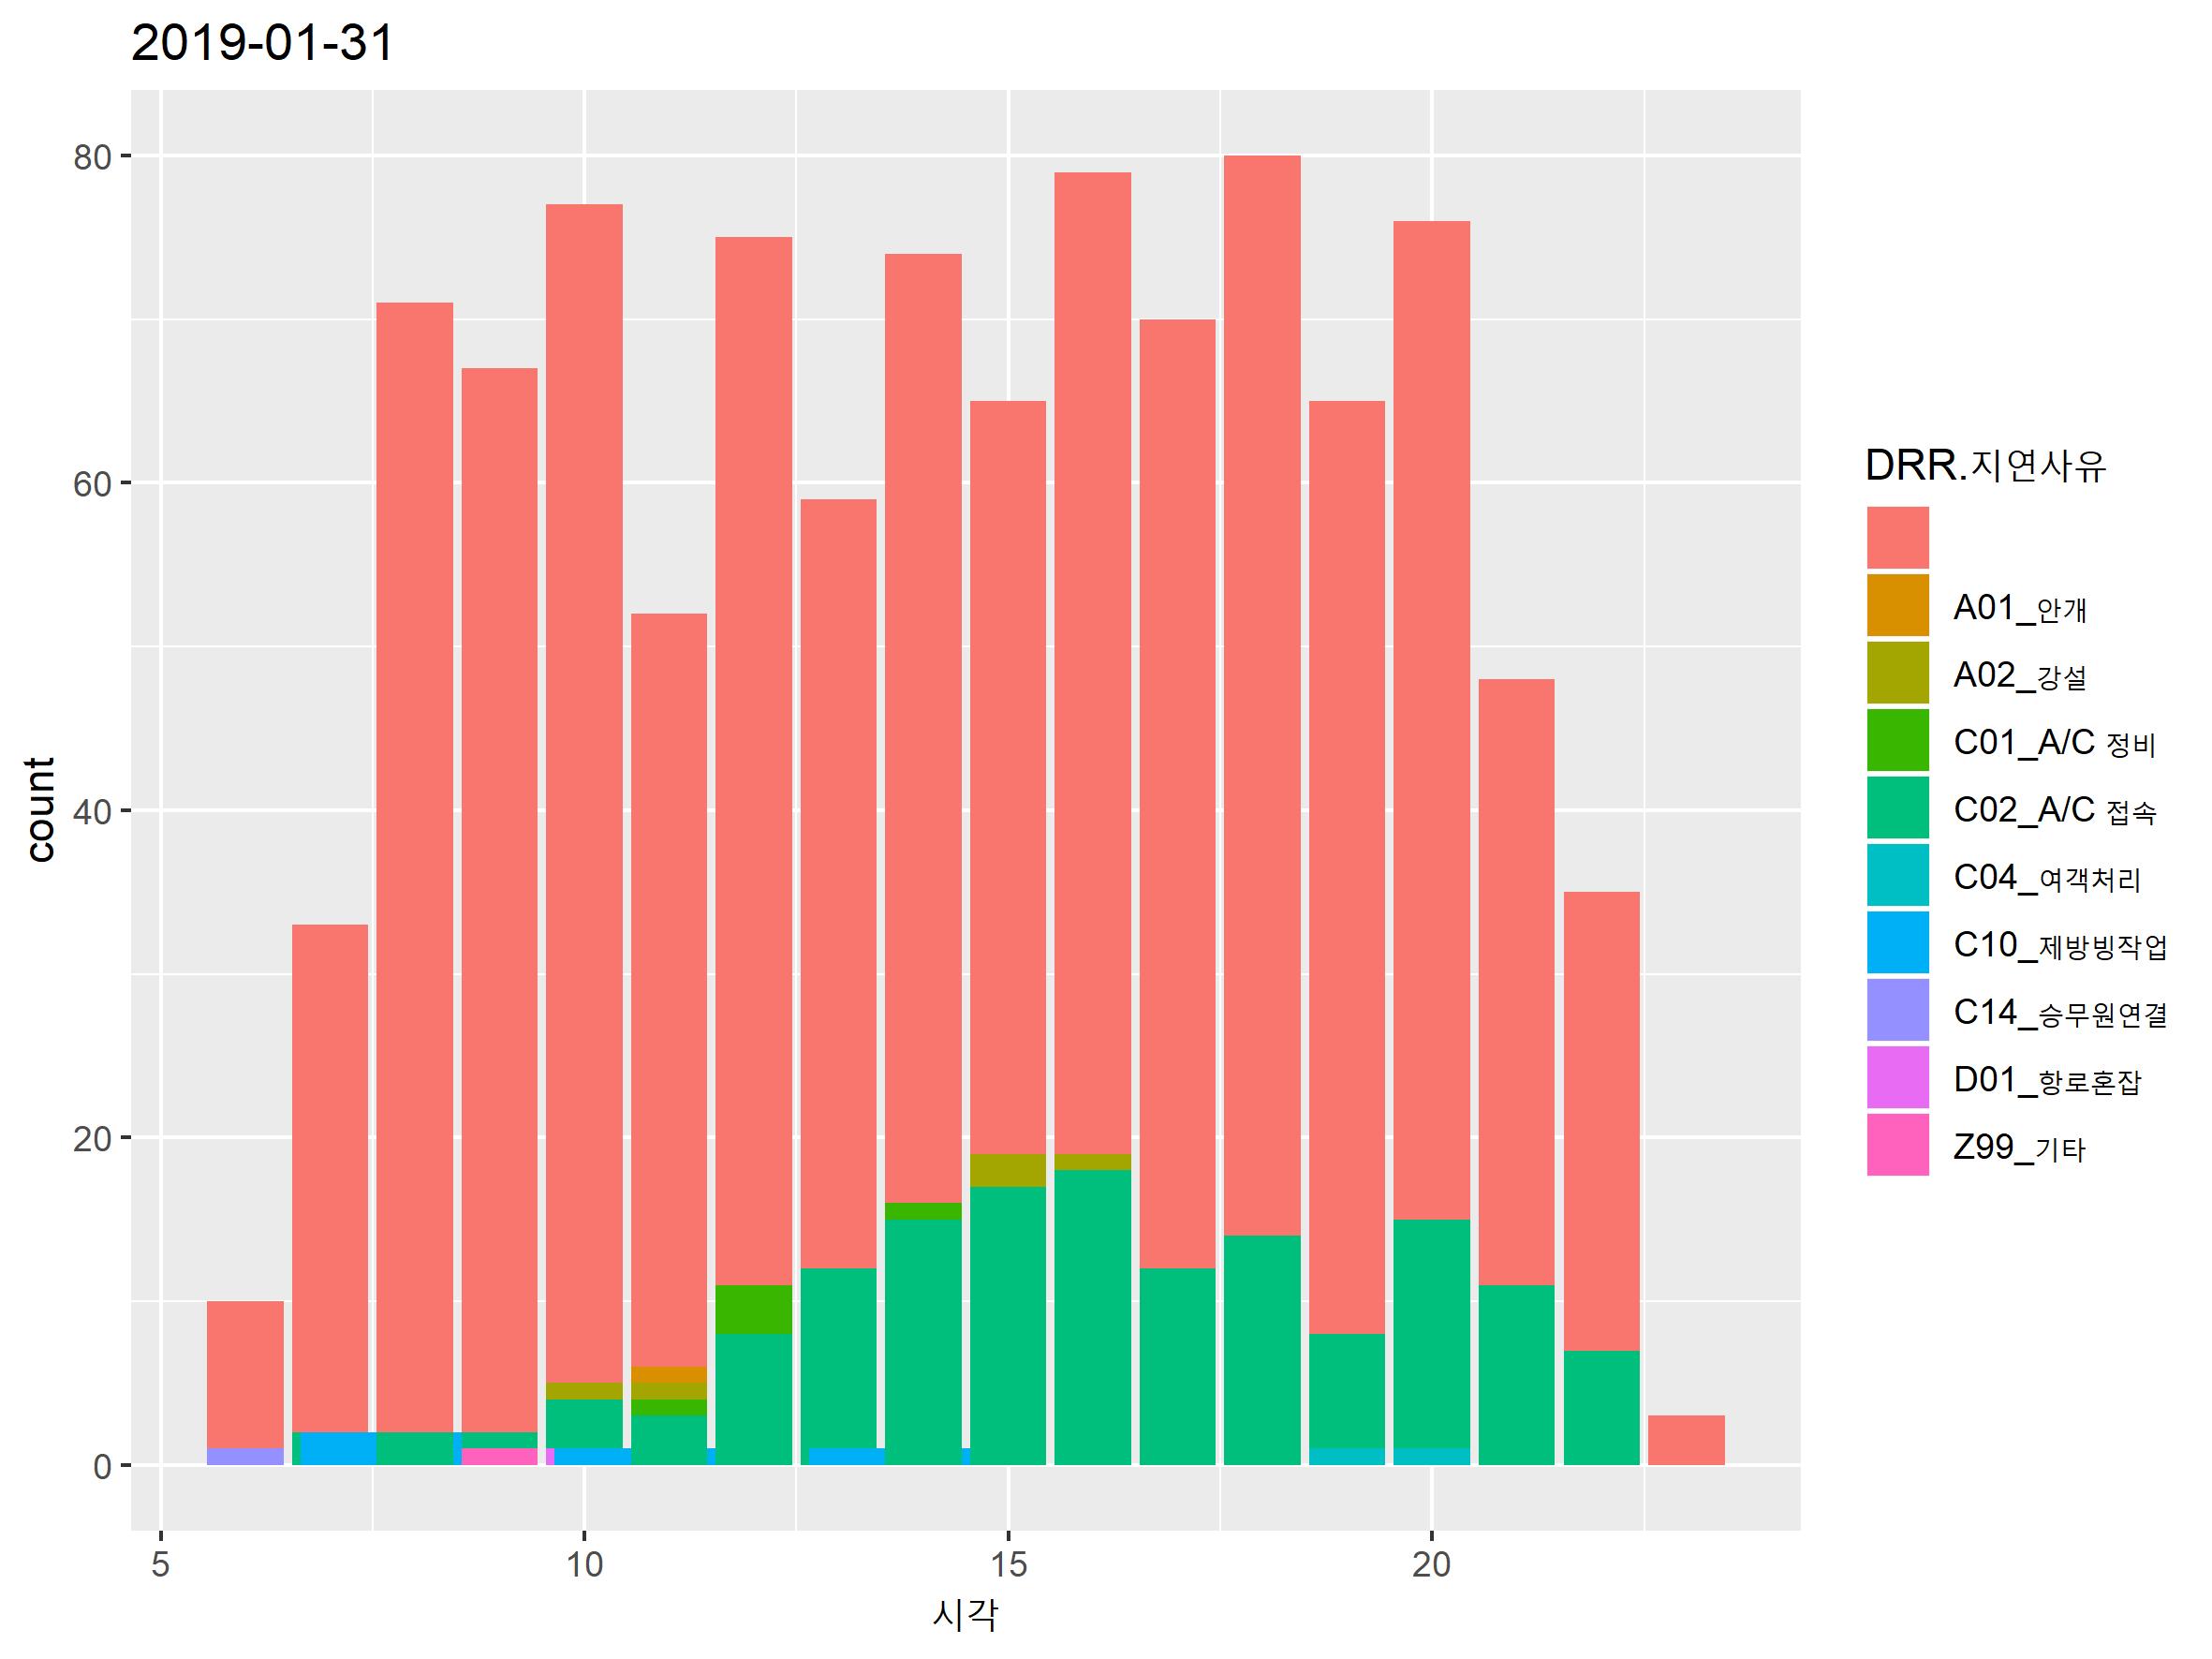 2019-01-31
80
60
40
20
0
count
5
10
15
20
시각
DRR.지연사유
A01_안개
A02_강설
C01_A/C 정비
C02_A/C 접속
C04_여객처리
C10_제방빙작업
C14_승무원연결
D01_항로혼잡
Z99_기타